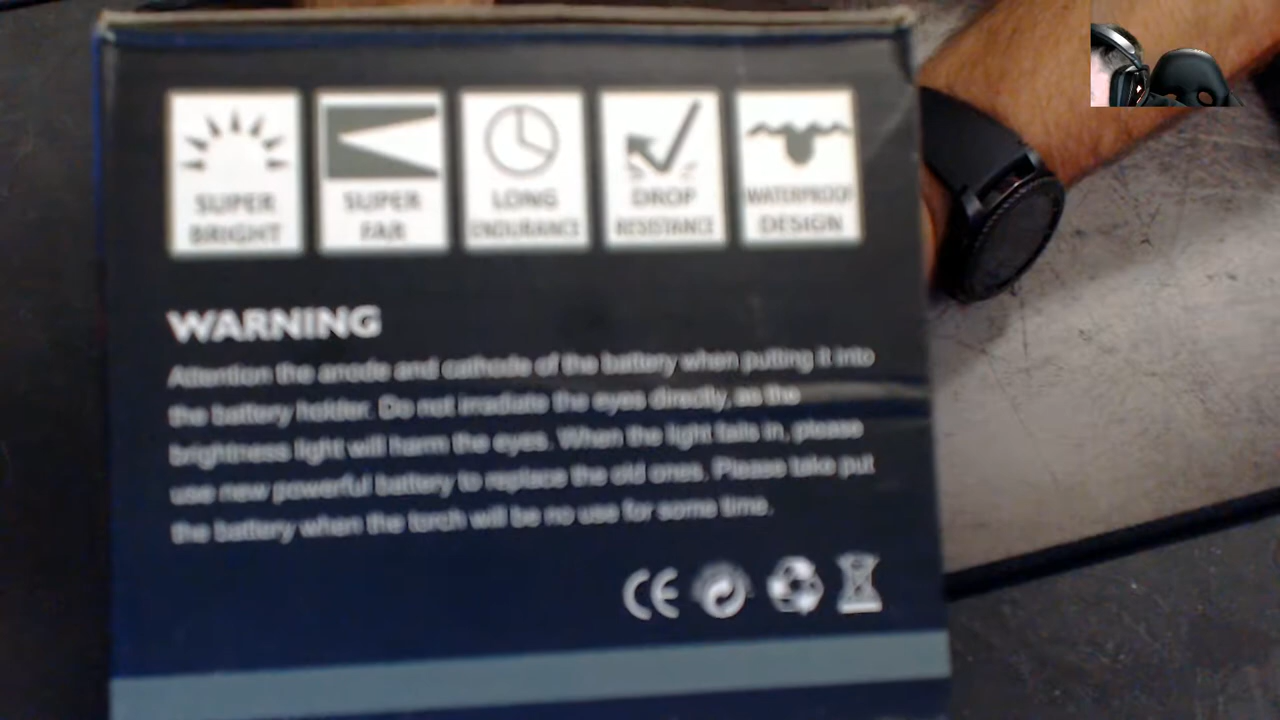 SUPER BRIGHT
SUPER FAR
LONG ENDURANCE
DROP RESISTANCE
WATERPROOF DESIGN
WARNING
Attention the anode and cathode of the battery when putting it into
the battery holder. Do not irradiate the eyes directly, as the
brightness light will harm the eyes. When the light fails in, please
use new powerful battery to replace the old ones. Please take put
the battery when the torch will be no use for some time.
CE